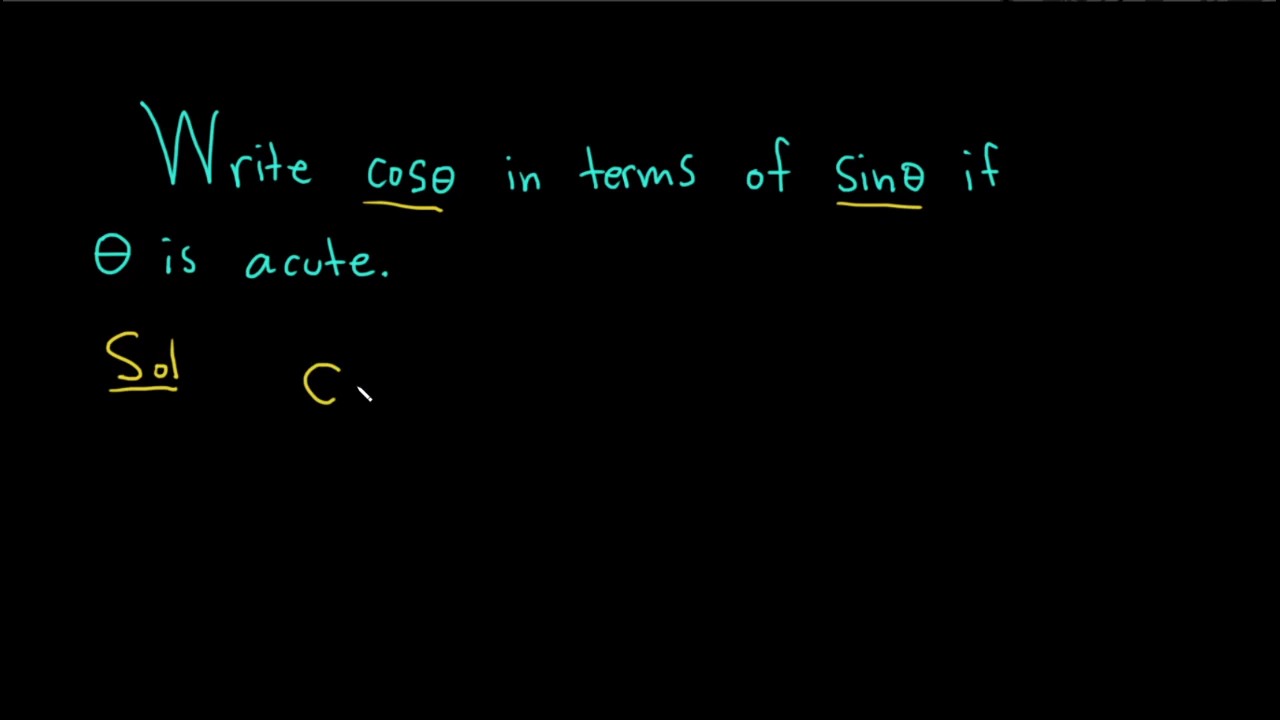 Write cosθ in terms of sinθ if
θ is acute.
Sol C